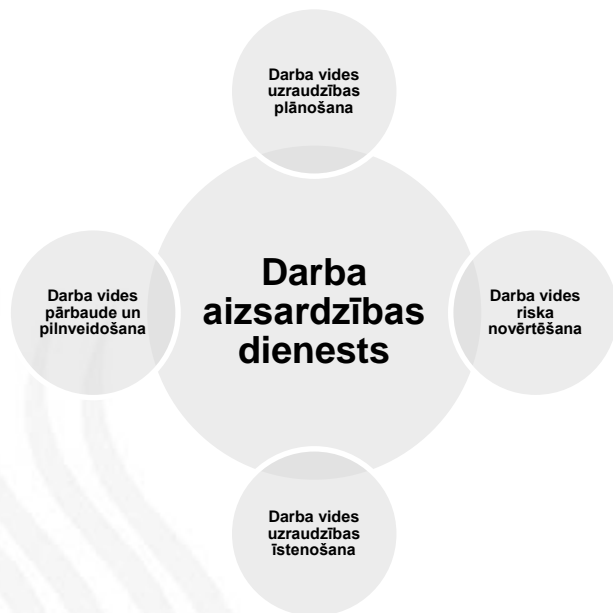 Darba vides
uzraudzības
plānošana
Darba vides
pārbaude un
pilnveidošana
Darba
aizsardzības
dienests
Darba vides
riska
novērtēšana
Darba vides
uzraudzības
īstenošana